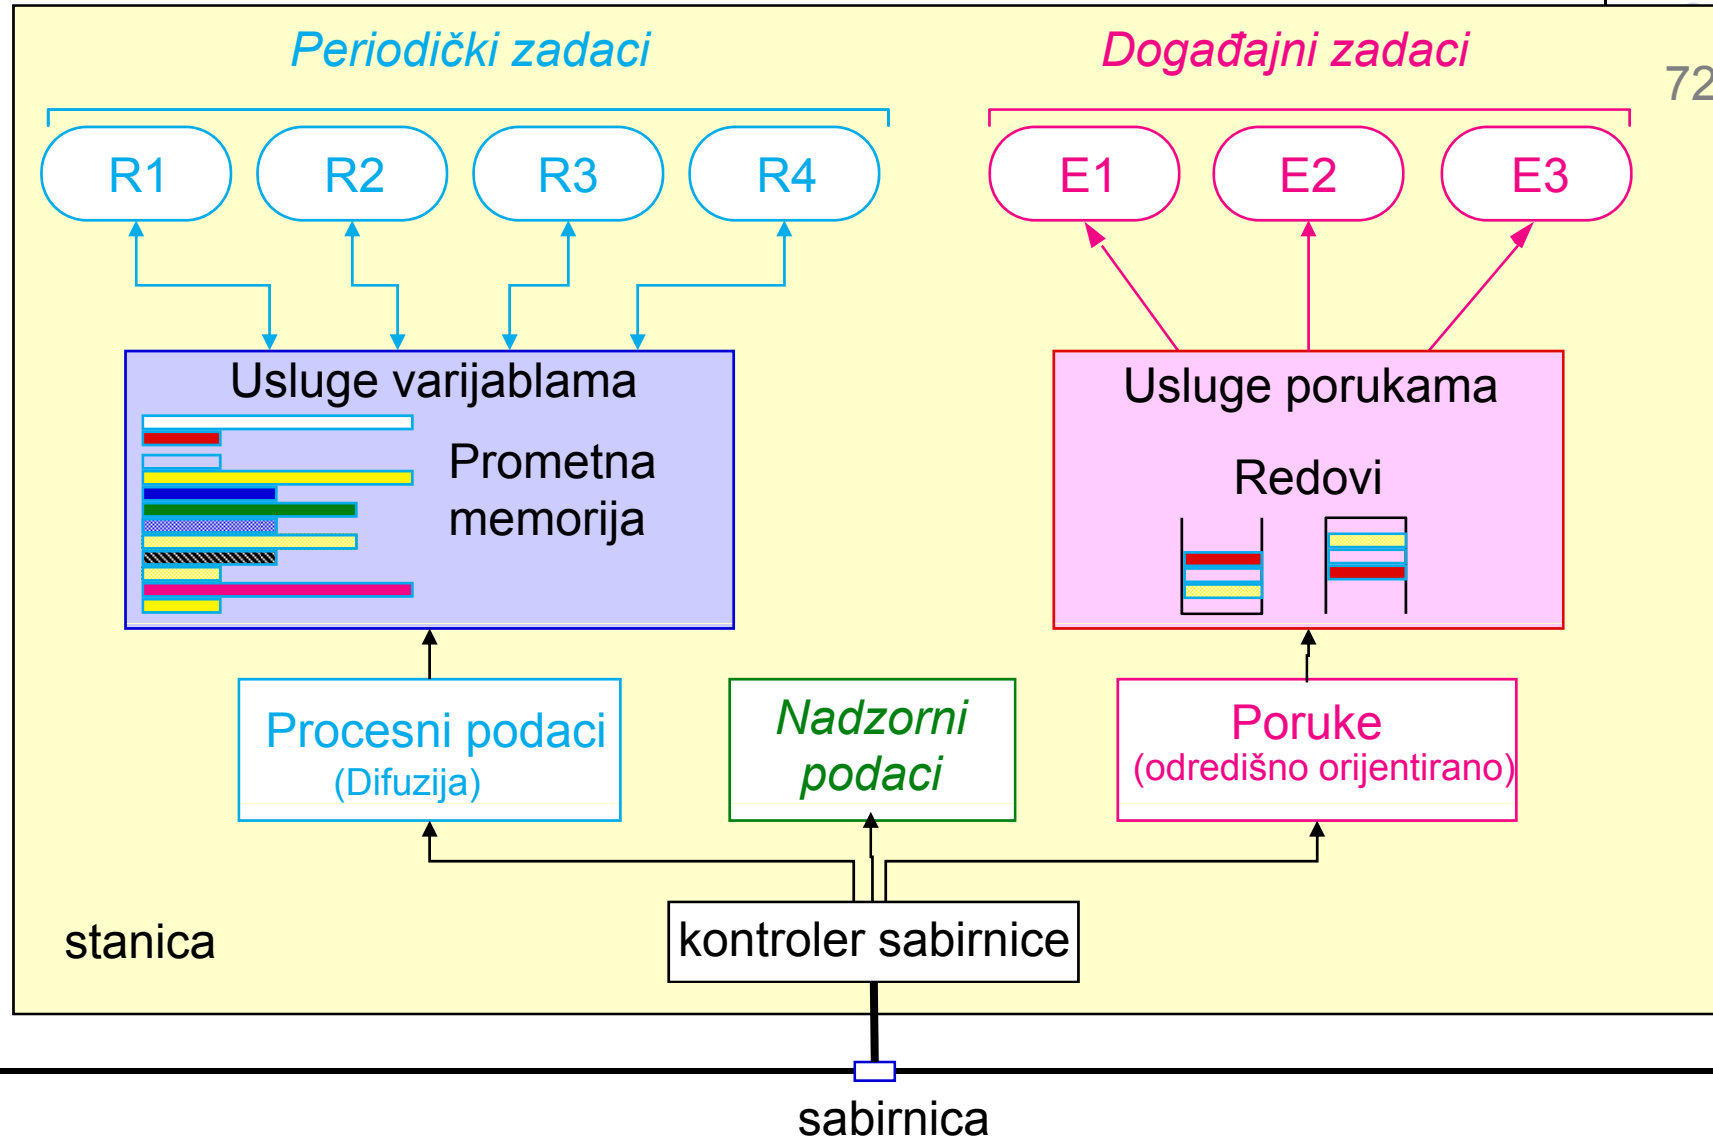 Periodički zadaci
Događajni zadaci
72
R1
R2
R3
R4
E1
E2
E3
Usluge varijablama
Prometna
memorija
Usluge porukama
Redovi
Procesni podaci
(Difuzija)
Nadzorni
podaci
Poruke
(odredišno orijentirano)
stanica
kontroler sabirnice
sabirnica